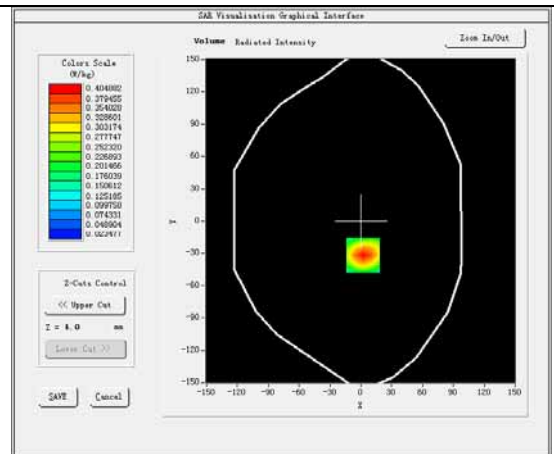 SAR Visualisation Graphical Interface
Volume Radiated Intensity
Zoom In/Out
Colors Scale
(W/kg)
0.404882
0.379455
0.354028
0.328601
0.303174
0.277747
0.252320
0.226893
0.201466
0.176039
0.150612
0.125185
0.099758
0.074331
0.048904
0.023477
150
120
90
60
30
0
-30
-60
-90
-120
-150
Y
-150 -120 -90 -60 -30 0 30 60 90 120 150
X
Z-Cuts Control
<< Upper Cut
Z = 4.0 mm
Lower Cut >>
SAVE
Cancel